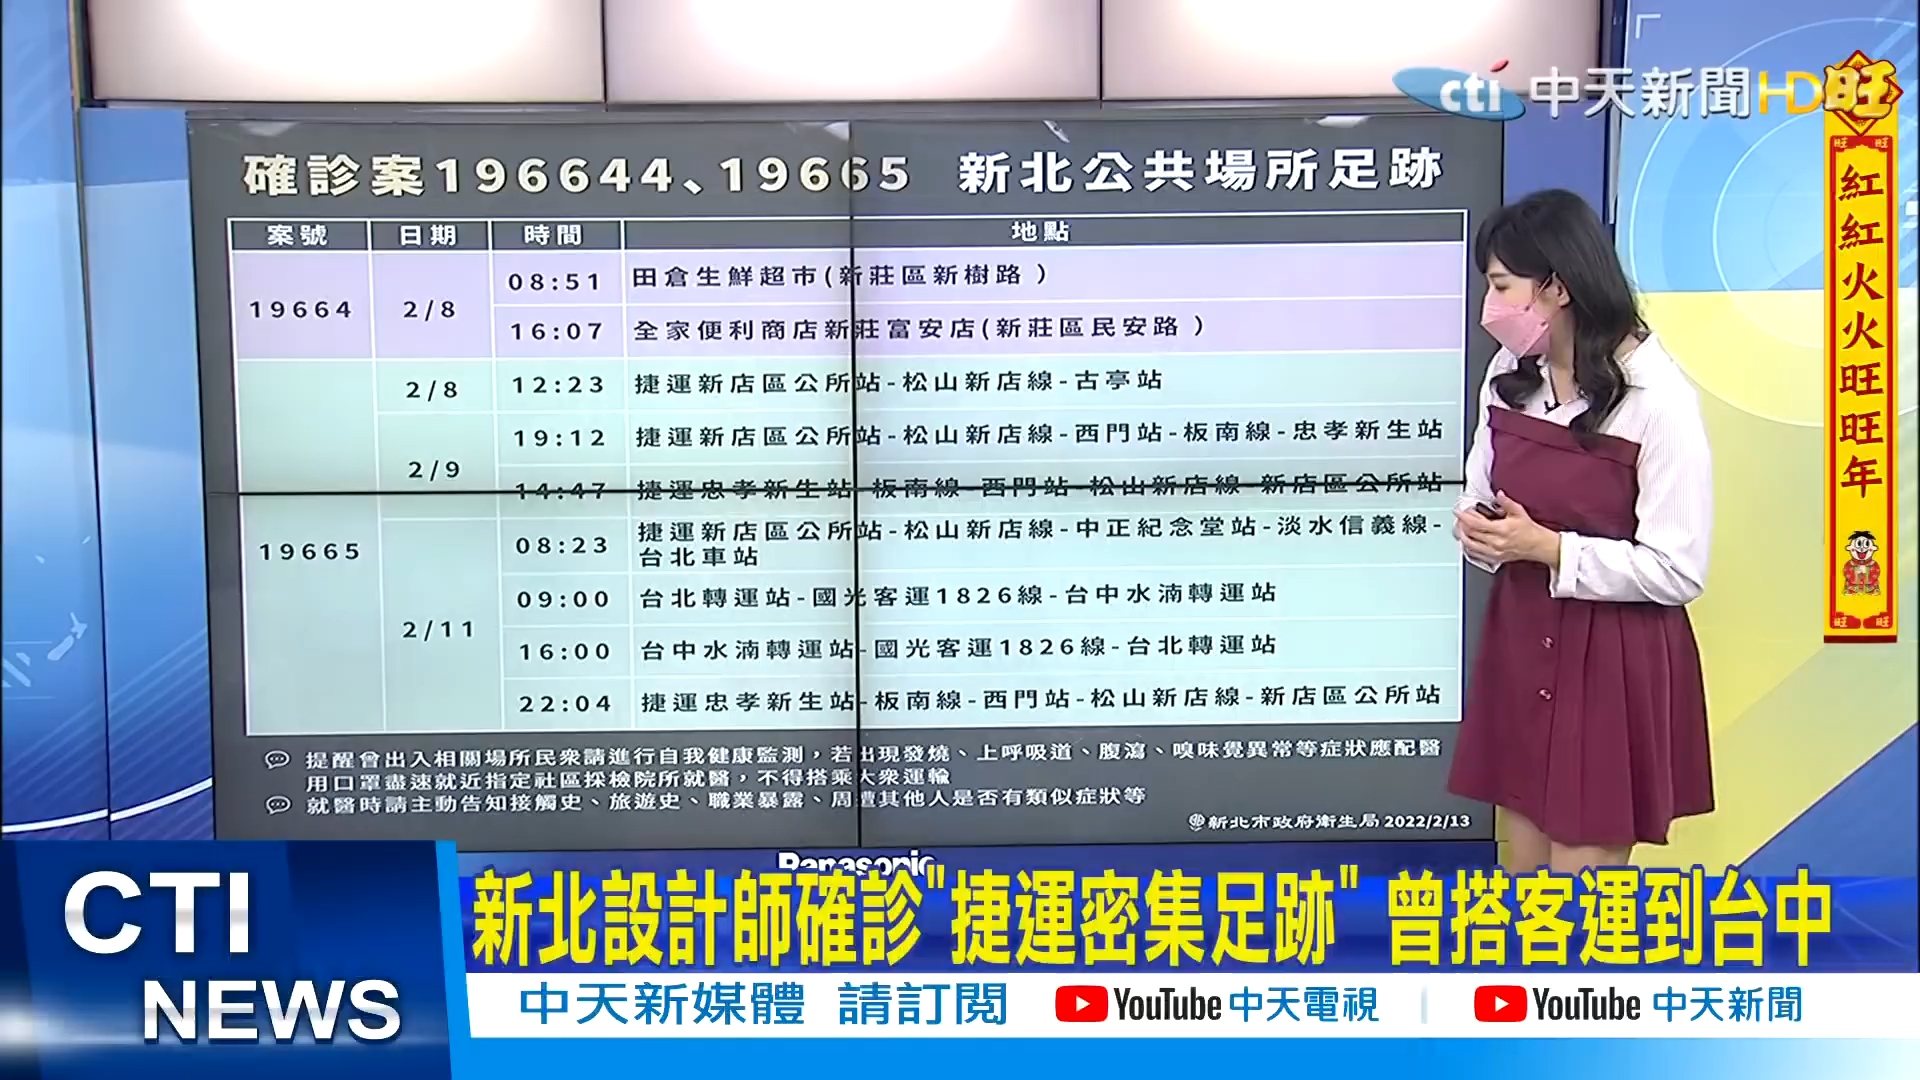 cti 中天新聞HD
旺
紅紅火火旺旺年
確診案196644、19665 新北公共場所足跡
案號 日期 時間 地點
19664 2/8 08:51 田倉生鮮超市(新莊區新樹路 )
16:07 全家便利商店新莊富安店(新莊區民安路 )
2/8 12:23 捷運新店區公所站-松山新店線-古亭站
2/9 19:12 捷運新店區公所站-松山新店線-西門站-板南線-忠孝新生站
14:47 捷運忠孝新生站-板南線-西門站-松山新店線-新店區公所站
19665 2/11 08:23 捷運新店區公所站-松山新店線-中正紀念堂站-淡水信義線-
台北車站
09:00 台北轉運站-國光客運1826線-台中水湳轉運站
16:00 台中水湳轉運站-國光客運1826線-台北轉運站
22:04 捷運忠孝新生站-板南線-西門站-松山新店線-新店區公所站
提醒曾出入相關場所民眾請進行自我健康監測，若出現發燒、上呼吸道、腹瀉、嗅味覺異常等症狀應配醫
用口罩盡速就近指定社區採檢院所就醫，不得搭乘大眾運輸
就醫時請主動告知接觸史、旅遊史、職業暴露、周遭其他人是否有類似症狀等
新北市政府衛生局 2022/2/13
Panasonic
CTI
NEWS
新北設計師確診"捷運密集足跡" 曾搭客運到台中
中天新媒體 請訂閱 YouTube 中天電視 | YouTube 中天新聞